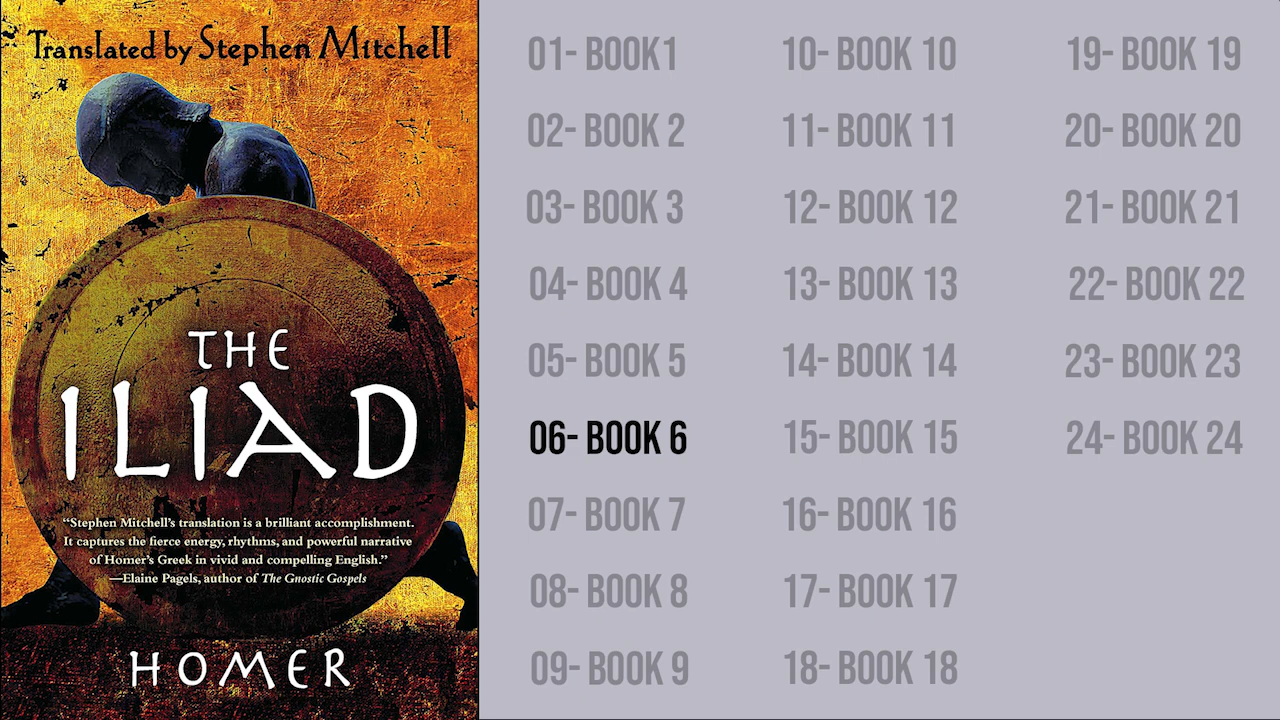 Translated by Stephen Mitchell
THE
ILIAD
“Stephen Mitchell’s translation is a brilliant accomplishment.
It captures the fierce energy, rhythms, and powerful narrative
of Homer’s Greek in vivid and compelling English.”
—Elaine Pagels, author of The Gnostic Gospels
HOMER
01- BOOK1
02- BOOK 2
03- BOOK 3
04- BOOK 4
05- BOOK 5
06- BOOK 6
07- BOOK 7
08- BOOK 8
09- BOOK 9
10- BOOK 10
11- BOOK 11
12- BOOK 12
13- BOOK 13
14- BOOK 14
15- BOOK 15
16- BOOK 16
17- BOOK 17
18- BOOK 18
19- BOOK 19
20- BOOK 20
21- BOOK 21
22- BOOK 22
23- BOOK 23
24- BOOK 24